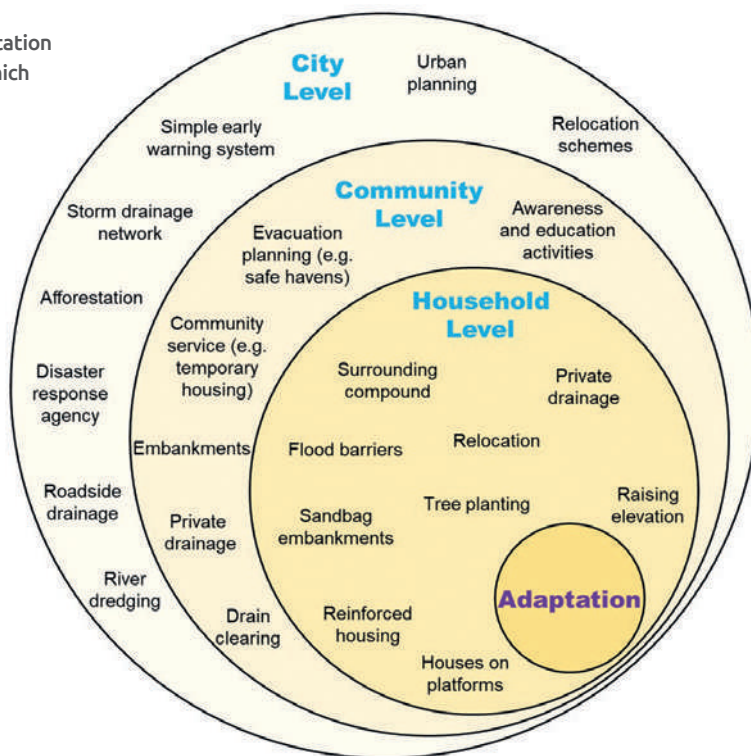 City
Level
Urban
planning
Simple early
warning system
Relocation
schemes
Storm drainage
network
Afforestation
Disaster
response
agency
Roadside
drainage
River
dredging
Community
Level
Evacuation
planning (e.g.
safe havens)
Awareness
and education
activities
Community
service (e.g.
temporary
housing)
Embankments
Private
drainage
Drain
clearing
Household
Level
Surrounding
compound
Private
drainage
Flood barriers
Relocation
Sandbag
embankments
Tree planting
Raising
elevation
Reinforced
housing
Houses on
platforms
Adaptation